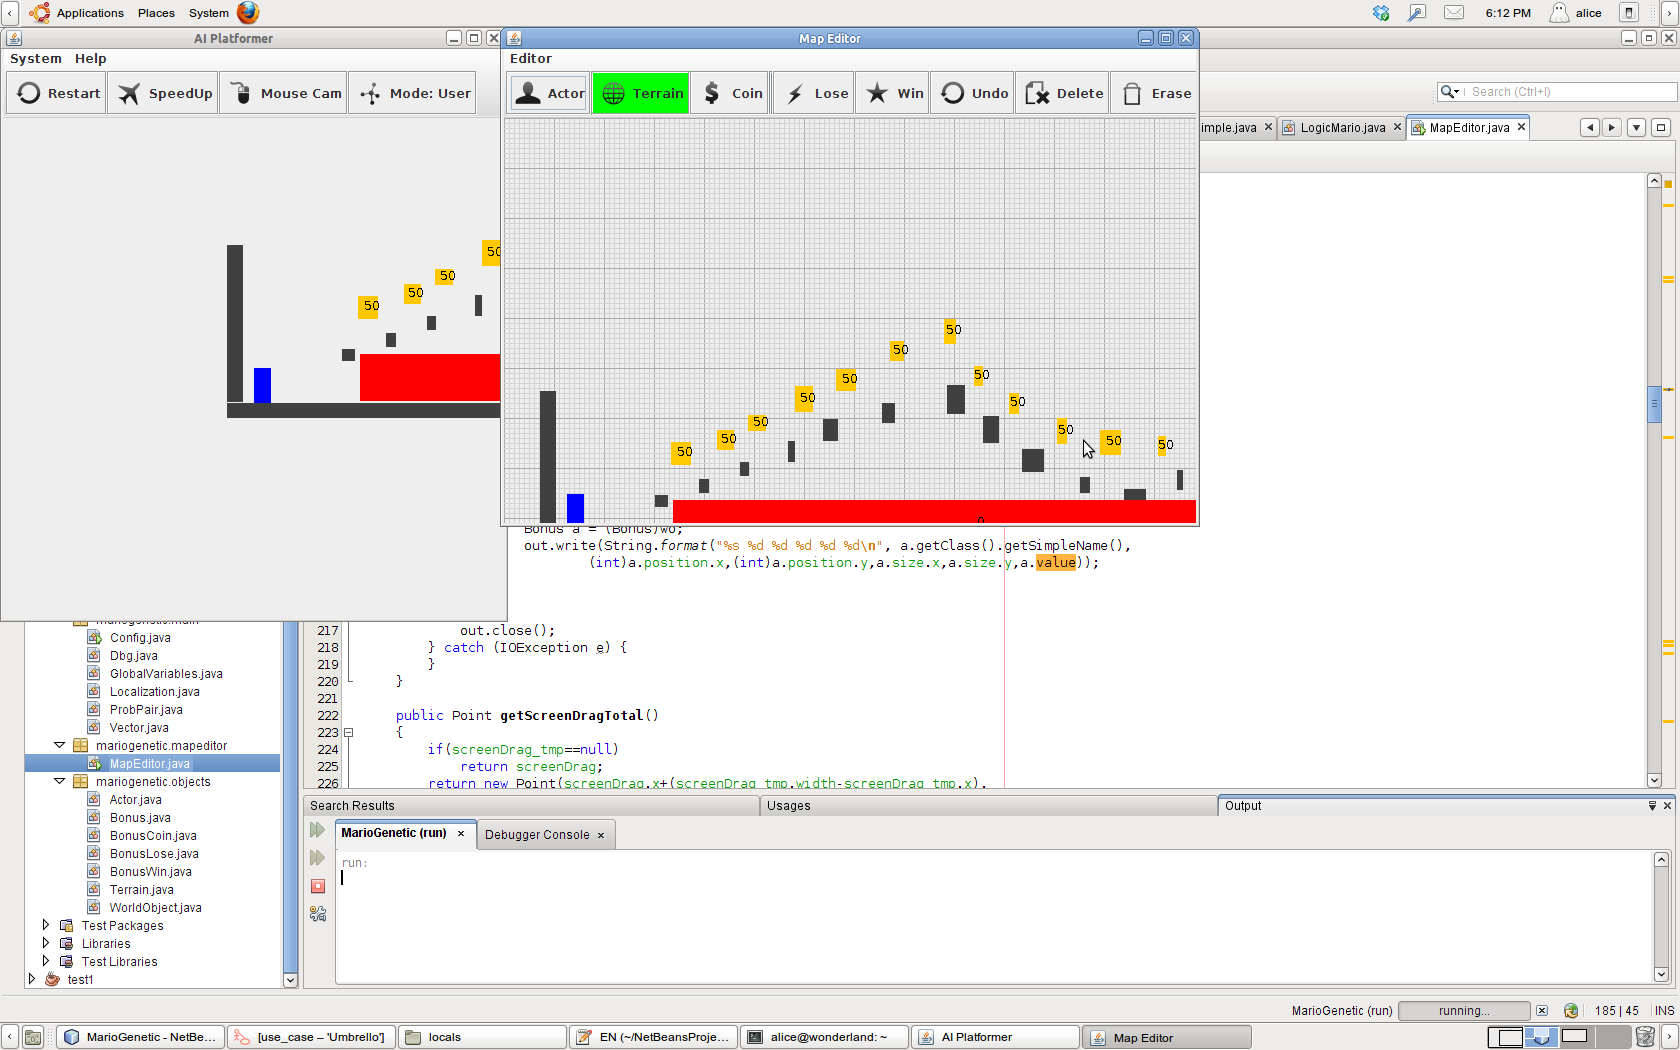 Applications Places System 6:12 PM alice
AI Platformer
System Help
Restart SpeedUp Mouse Cam Mode: User
50
50
50
50
Map Editor
Editor
Actor Terrain Coin Lose Win Undo Delete Erase
50
50
50
50
50
50
50
50
50
50
50
50
Search (Ctrl+I)
imple.java LogicMario.java MapEditor.java
Bonus a = (Bonus)wo;
out.write(String.format("%s %d %d %d %d %d\n", a.getClass().getSimpleName(),
(int)a.position.x,(int)a.position.y,a.size.x,a.size.y,a.value));
217 out.close();
218 } catch (IOException e) {
219 }
220 }
221
222 public Point getScreenDragTotal()
223 {
224 if(screenDrag_tmp==null)
225 return screenDrag;
226 return new Point(screenDrag.x+(screenDrag_tmp.width-screenDrag_tmp.x),
mariogenetic.main
Config.java
Dbg.java
GlobalVariables.java
Localization.java
ProbPair.java
Vector.java
mariogenetic.mapeditor
MapEditor.java
mariogenetic.objects
Actor.java
Bonus.java
BonusCoin.java
BonusLose.java
BonusWin.java
Terrain.java
WorldObject.java
Test Packages
Libraries
Test Libraries
test1
Search Results Usages Output
MarioGenetic (run) Debugger Console
run:
MarioGenetic (run) running... 185 | 45 INS
MarioGenetic - NetBe... [use_case – 'Umbrello'] locals EN (~/NetBeansProje... alice@wonderland: ~ AI Platformer Map Editor